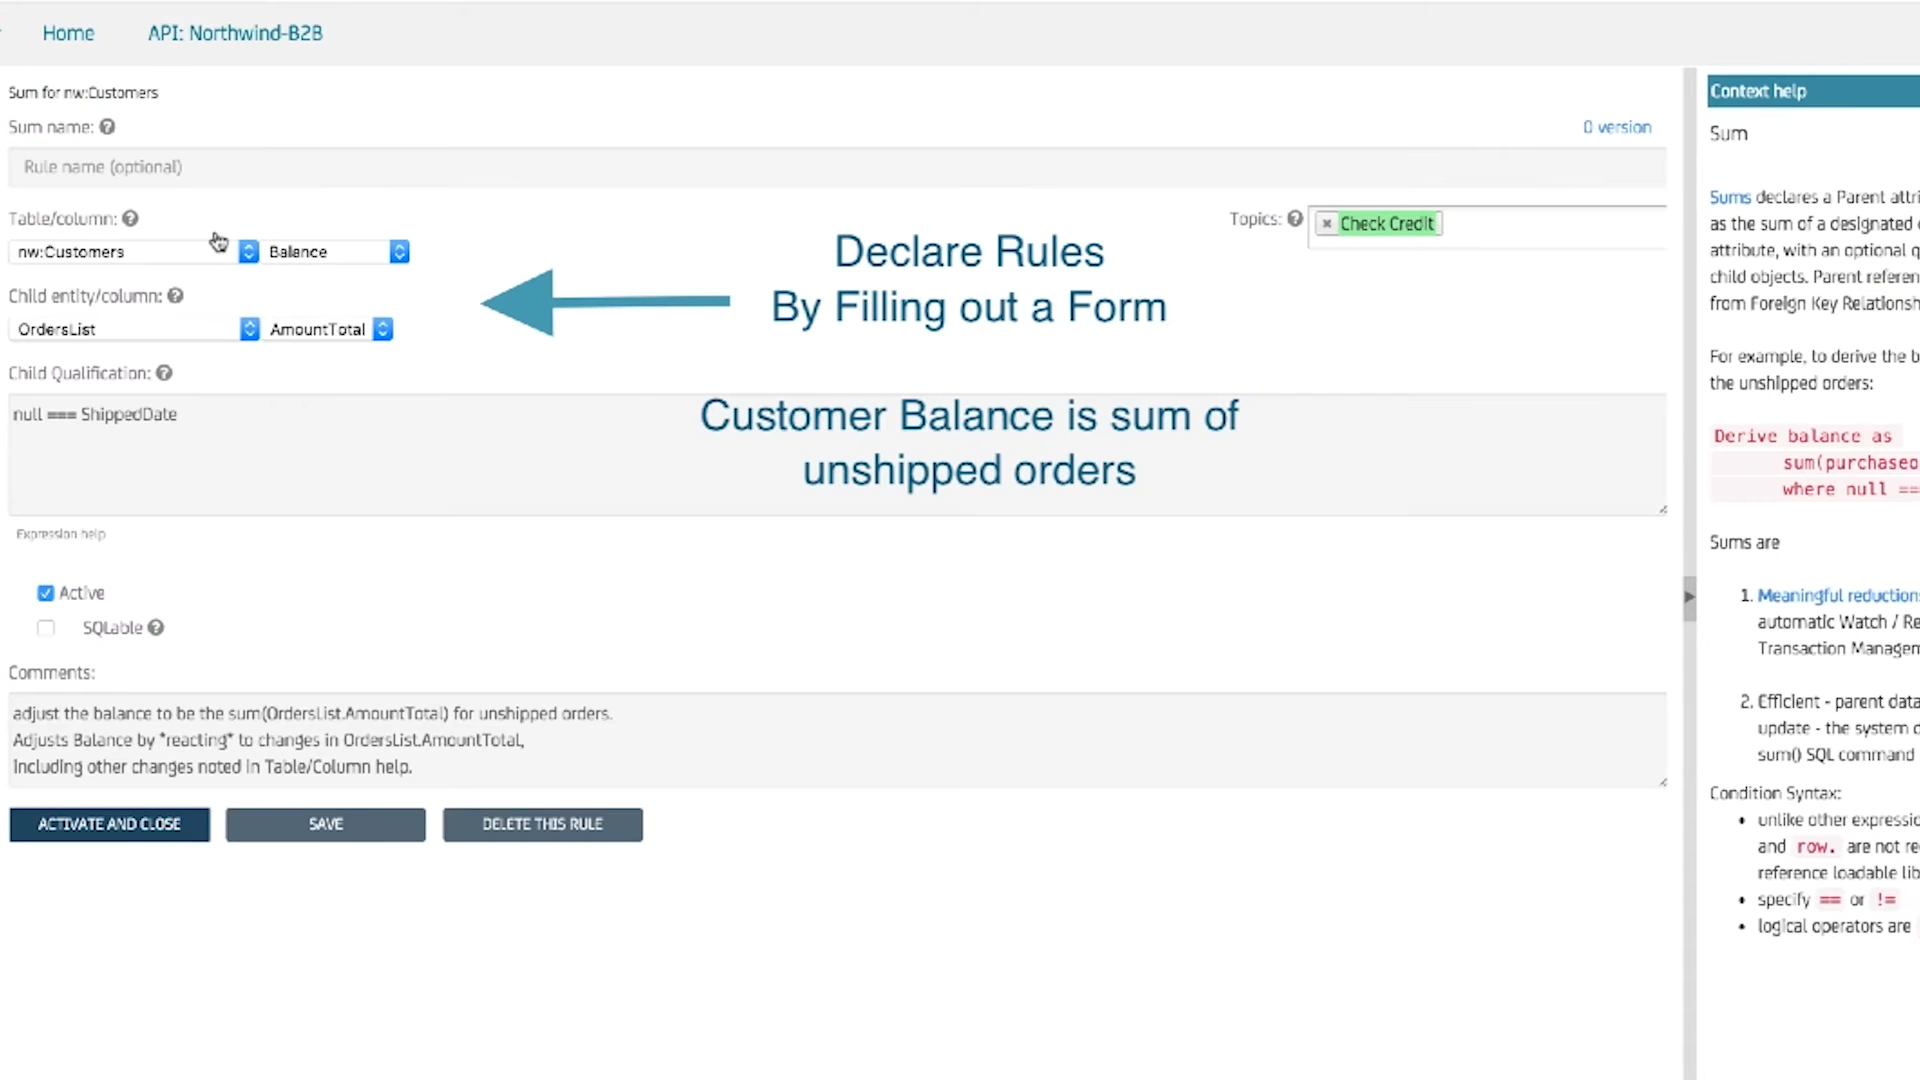 Home API: Northwind-B2B
Sum for nw:Customers
Sum name:
0 version
Rule name (optional)
Table/column:
nw:Customers Balance
Topics: × Check Credit
Child entity/column:
OrdersList AmountTotal
Declare Rules
By Filling out a Form
Child Qualification:
null === ShippedDate
Customer Balance is sum of
unshipped orders
Expression help
Active
SQLable
Comments:
adjust the balance to be the sum(OrdersList.AmountTotal) for unshipped orders.
Adjusts Balance by *reacting* to changes in OrdersList.AmountTotal,
including other changes noted in Table/Column help.
ACTIVATE AND CLOSE SAVE DELETE THIS RULE
Context help
Sum
Sums declares a Parent attri
as the sum of a designated
attribute, with an optional q
child objects. Parent referen
from Foreign Key Relationsh
For example, to derive the b
the unshipped orders:
Derive balance as
sum(purchaseo
where null ==
Sums are
1. Meaningful reductions
automatic Watch / Re
Transaction Managem
2. Efficient - parent data
update - the system
sum() SQL command
Condition Syntax:
• unlike other expressio
and row. are not re
reference loadable lib
• specify == or !=
• logical operators are